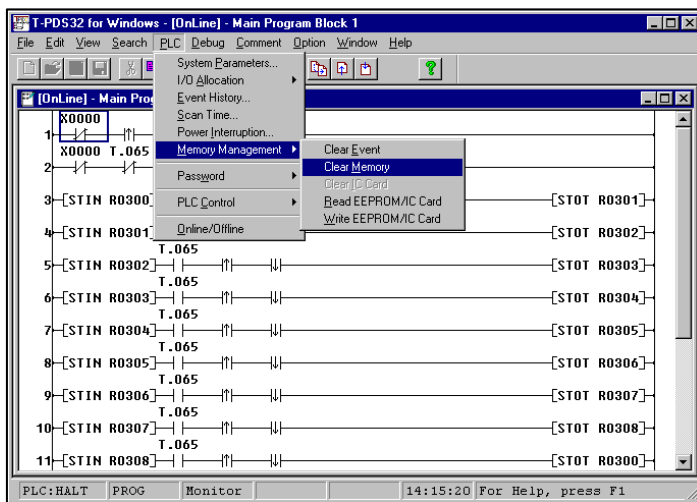 T-PDS32 for Windows - [OnLine] - Main Program Block 1
File Edit View Search PLC Debug Comment Option Window Help
System Parameters...
I/O Allocation
Event History...
Scan Time...
Power Interruption...
Memory Management
Password
PLC Control
Online/Offline
Clear Event
Clear Memory
Clear IC Card
Read EEPROM/IC Card
Write EEPROM/IC Card
[OnLine] - Main Prog
X0000
1
X0000 T.065
2
3 [STIN R0300] [STOT R0301]
4 [STIN R0301] [STOT R0302]
T.065
5 [STIN R0302] [STOT R0303]
T.065
6 [STIN R0303] [STOT R0304]
T.065
7 [STIN R0304] [STOT R0305]
T.065
8 [STIN R0305] [STOT R0306]
T.065
9 [STIN R0306] [STOT R0307]
T.065
10 [STIN R0307] [STOT R0308]
T.065
11 [STIN R0308] [STOT R0300]
PLC:HALT PROG Monitor 14:15:20 For Help, press F1